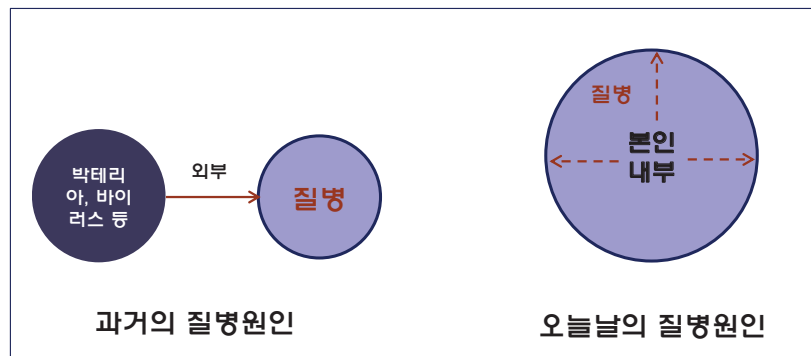 박테리
아, 바이
러스 등
외부
질병
과거의 질병원인
질병
본인
내부
오늘날의 질병원인